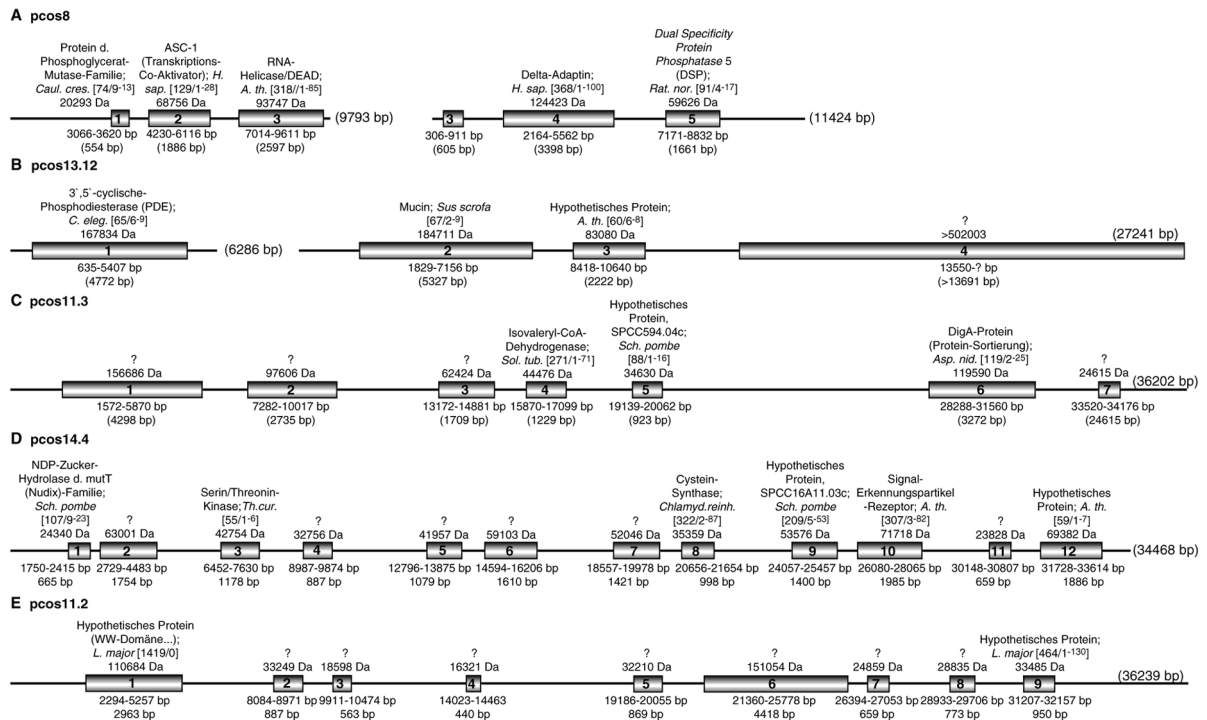 A pcos8
Protein d.
Phosphoglycerat-
Mutase-Familie;
Caul. cres. [74/9-13]
20293 Da
1
3066-3620 bp
(554 bp)
ASC-1
(Transkriptions-
Co-Aktivator); H.
sap. [129/1-28]
68756 Da
2
4230-6116 bp
(1886 bp)
RNA-
Helicase/DEAD;
A. th. [318//1-85]
93747 Da
3
7014-9611 bp
(2597 bp)
(9793 bp)
3
306-911 bp
(605 bp)
Delta-Adaptin;
H. sap. [368/1-100]
124423 Da
4
2164-5562 bp
(3398 bp)
Dual Specificity
Protein
Phosphatase 5
(DSP);
Rat. nor. [91/4-17]
59626 Da
5
7171-8832 bp
(1661 bp)
(11424 bp)
B pcos13.12
3`,5`-cyclische-
Phosphodiesterase (PDE);
C. eleg. [65/6-9]
167834 Da
1
635-5407 bp
(4772 bp)
(6286 bp)
Mucin; Sus scrofa
[67/2-9]
184711 Da
2
1829-7156 bp
(5327 bp)
Hypothetisches Protein;
A. th. [60/6-8]
83080 Da
3
8418-10640 bp
(2222 bp)
?
>502003
4
13550-? bp
(>13691 bp)
(27241 bp)
C pcos11.3
?
156686 Da
1
1572-5870 bp
(4298 bp)
?
97606 Da
2
7282-10017 bp
(2735 bp)
?
62424 Da
3
13172-14881 bp
(1709 bp)
Isovaleryl-CoA-
Dehydrogenase;
Sol. tub. [271/1-71]
44476 Da
4
15870-17099 bp
(1229 bp)
Hypothetisches
Protein,
SPCC594.04c;
Sch. pombe
[88/1-16]
34630 Da
5
19139-20062 bp
(923 bp)
DigA-Protein
(Protein-Sortierung);
Asp. nid. [119/2-25]
119590 Da
6
28288-31560 bp
(3272 bp)
?
24615 Da
7
33520-34176 bp
(24615 bp)
(36202 bp)
D pcos14.4
NDP-Zucker-
Hydrolase d. mutT
(Nudix)-Familie;
Sch. pombe
[107/9-23]
24340 Da
1
1750-2415 bp
665 bp
?
63001 Da
2
2729-4483 bp
1754 bp
Serin/Threonin-
Kinase;Th.cur.
[55/1-6]
42754 Da
3
6452-7630 bp
1178 bp
?
32756 Da
4
8987-9874 bp
887 bp
?
41957 Da
5
12796-13875 bp
1079 bp
?
59103 Da
6
14594-16206 bp
1610 bp
?
52046 Da
7
18557-19978 bp
1421 bp
Cystein-
Synthase;
Chlamyd.reinh.
[322/2-87]
35359 Da
8
20656-21654 bp
998 bp
Hypothetisches
Protein,
SPCC16A11.03c;
Sch. pombe
[209/5-53]
53576 Da
9
24057-25457 bp
1400 bp
Signal-
Erkennungspartikel
-Rezeptor; A. th.
[307/3-82]
71718 Da
10
26080-28065 bp
1985 bp
?
23828 Da
11
30148-30807 bp
659 bp
Hypothetisches
Protein; A. th.
[59/1-7]
69382 Da
12
31728-33614 bp
1886 bp
(34468 bp)
E pcos11.2
Hypothetisches Protein
(WW-Domäne...);
L. major [1419/0]
110684 Da
1
2294-5257 bp
2963 bp
?
33249 Da
2
8084-8971 bp
887 bp
?
18598 Da
3
9911-10474 bp
563 bp
?
16321 Da
4
14023-14463
440 bp
?
32210 Da
5
19186-20055 bp
869 bp
?
151054 Da
6
21360-25778 bp
4418 bp
?
24859 Da
7
26394-27053 bp
659 bp
?
28835 Da
8
28933-29706 bp
773 bp
Hypothetisches Protein;
L. major [464/1-130]
33485 Da
9
31207-32157 bp
950 bp
(36239 bp)